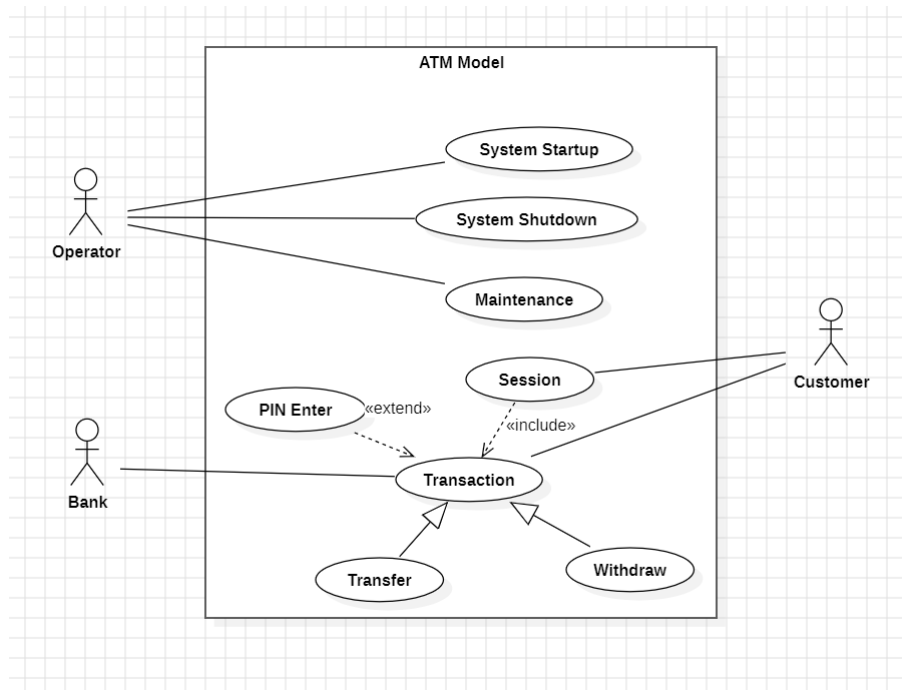 ATM Model
System Startup
System Shutdown
Operator
Maintenance
Customer
Session
PIN Enter
«extend»
«include»
Bank
Transaction
Transfer
Withdraw